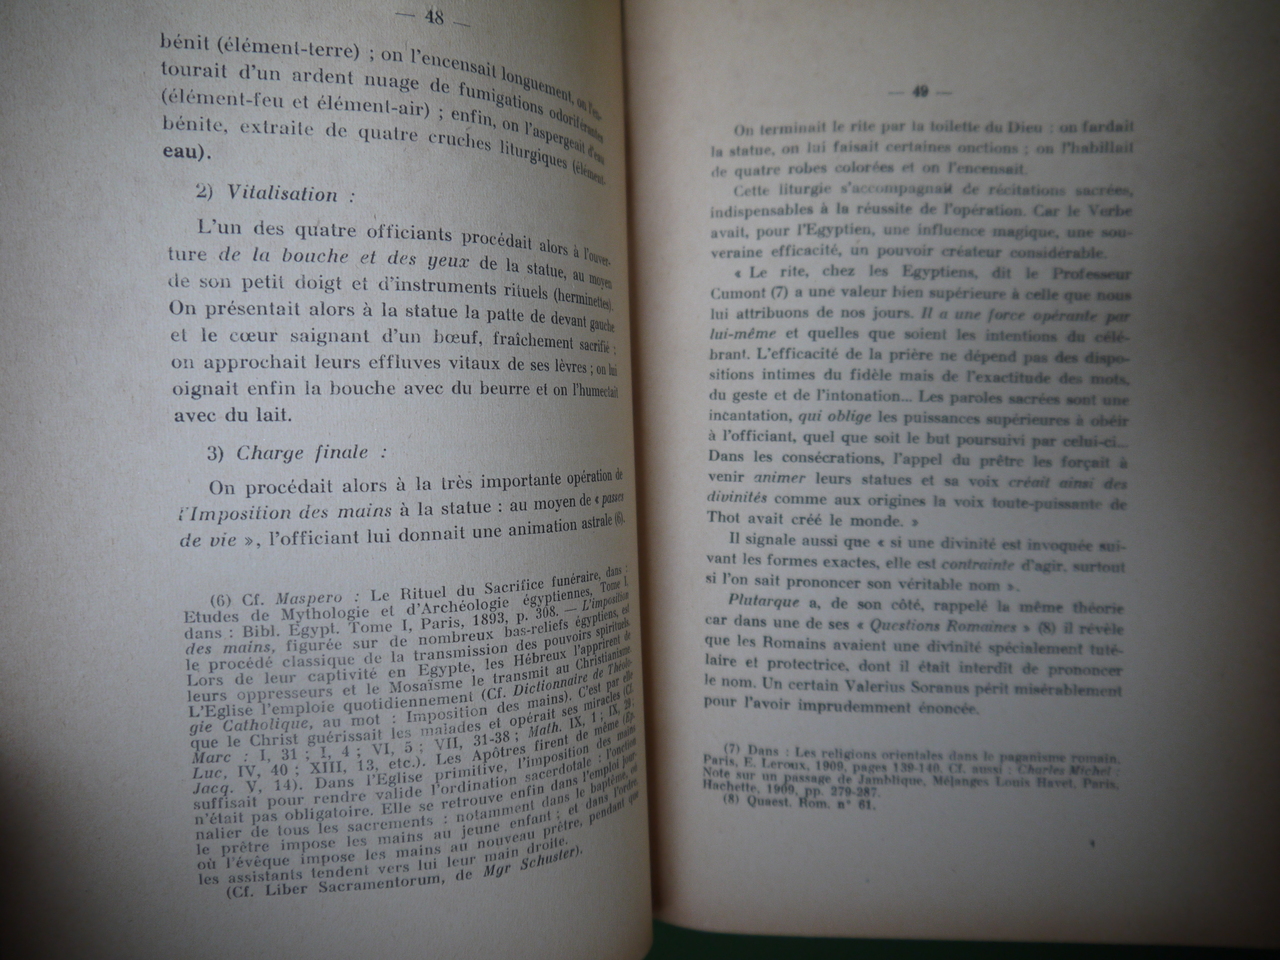 — 48 —
bénit (élément-terre) ; on l'encensait longuement, on l'en-
tourait d'un ardent nuage de fumigations odoriférantes
(élément-feu et élément-air) ; enfin, on l'aspergeait d'eau
bénite, extraite de quatre cruches liturgiques (élément-
eau).
2) Vitalisation :
L'un des quatre officiants procédait alors à l'ouver-
ture de la bouche et des yeux de la statue, au moyen
de son petit doigt et d'instruments rituels (herminettes).
On présentait alors à la statue la patte de devant gauche
et le cœur saignant d'un bœuf, fraîchement sacrifié ;
on approchait leurs effluves vitaux de ses lèvres ; on lui
oignait enfin la bouche avec du beurre et on l'humectait
avec du lait.
3) Charge finale :
On procédait alors à la très importante opération de
l'Imposition des mains à la statue : au moyen de « passes
de vie », l'officiant lui donnait une animation astrale (6).
(6) Cf. Maspero : Le Rituel du Sacrifice funéraire, dans :
Etudes de Mythologie et d'Archéologie égyptiennes, Tome I,
dans : Bibl. Egypt. Tome I, Paris, 1893, p. 308. — L'imposition
des mains, figurée sur de nombreux bas-reliefs égyptiens, est
le procédé classique de la transmission des pouvoirs spirituels.
Lors de leur captivité en Egypte, les Hébreux l'apprirent de
leurs oppresseurs et le Mosaïsme le transmit au Christianisme.
L'Eglise l'emploie quotidiennement (Cf. Dictionnaire de Théolo-
gie Catholique, au mot : Imposition des mains). C'est par elle
que le Christ guérissait les malades et opérait ses miracles (Cf.
Marc : I, 31 ; I, 4 ; VI, 5 ; VII, 31-38 ; Math. IX, 1 ; IX, 29 ;
Luc, IV, 40 ; XIII, 13, etc.). Les Apôtres firent de même (Ep.
Jacq. V, 14). Dans l'Eglise primitive, l'imposition des mains
suffisait pour rendre valide l'ordination sacerdotale : l'onction
n'était pas obligatoire. Elle se retrouve enfin dans l'emploi jour-
nalier de tous les sacrements : notamment dans le baptême, où
le prêtre impose les mains au jeune enfant ; et dans l'ordre,
où l'évêque impose les mains au nouveau prêtre, pendant que
les assistants tendent vers lui leur main droite.
(Cf. Liber Sacramentorum, de Mgr Schuster).
— 49 —
On terminait le rite par la toilette du Dieu : on fardait
la statue, on lui faisait certaines onctions ; on l'habillait
de quatre robes colorées et on l'encensait.
Cette liturgie s'accompagnait de récitations sacrées,
indispensables à la réussite de l'opération. Car le Verbe
avait, pour l'Egyptien, une influence magique, une sou-
veraine efficacité, un pouvoir créateur considérable.
« Le rite, chez les Egyptiens, dit le Professeur
Cumont (7) a une valeur bien supérieure à celle que nous
lui attribuons de nos jours. Il a une force opérante par
lui-même et quelles que soient les intentions du célé-
brant. L'efficacité de la prière ne dépend pas des dispo-
sitions intimes du fidèle mais de l'exactitude des mots,
du geste et de l'intonation... Les paroles sacrées sont une
incantation, qui oblige les puissances supérieures à obéir
à l'officiant, quel que soit le but poursuivi par celui-ci...
Dans les consécrations, l'appel du prêtre les forçait à
venir animer leurs statues et sa voix créait ainsi des
divinités comme aux origines la voix toute-puissante de
Thot avait créé le monde. »
Il signale aussi que « si une divinité est invoquée sui-
vant les formes exactes, elle est contrainte d'agir, surtout
si l'on sait prononcer son véritable nom ».
Plutarque a, de son côté, rappelé la même théorie
car dans une de ses « Questions Romaines » (8) il révèle
que les Romains avaient une divinité spécialement tuté-
laire et protectrice, dont il était interdit de prononcer
le nom. Un certain Valerius Soranus périt misérablement
pour l'avoir imprudemment énoncée.
(7) Dans : Les religions orientales dans le paganisme romain.
Paris, E. Leroux, 1909, pages 139-140. Cf. aussi : Charles Michel :
Note sur un passage de Jamblique, Mélanges Louis Havet, Paris,
Hachette, 1909, pp. 279-287.
(8) Quaest. Rom. n° 61.